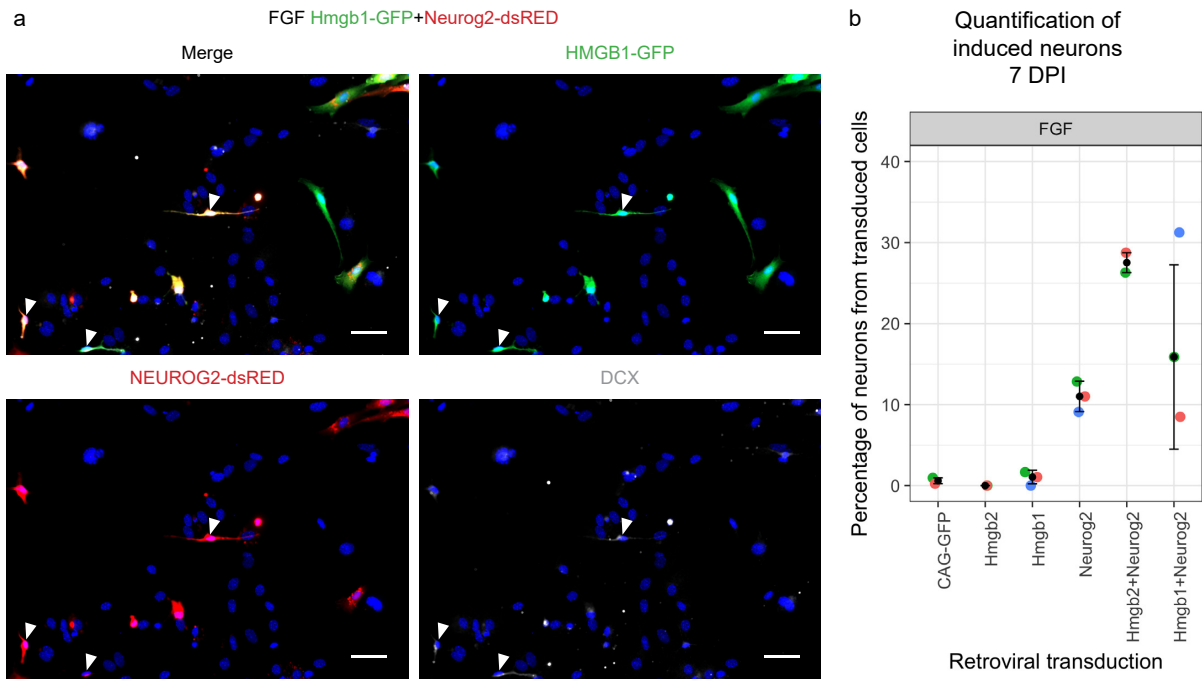 a
FGF Hmgb1-GFP+Neurog2-dsRED
Merge
HMGB1-GFP
NEUROG2-dsRED
DCX
b
Quantification of
induced neurons
7 DPI
FGF
Percentage of neurons from transduced cells
40
30
20
10
0
CAG-GFP
Hmgb2
Hmgb1
Neurog2
Hmgb2+Neurog2
Hmgb1+Neurog2
Retroviral transduction